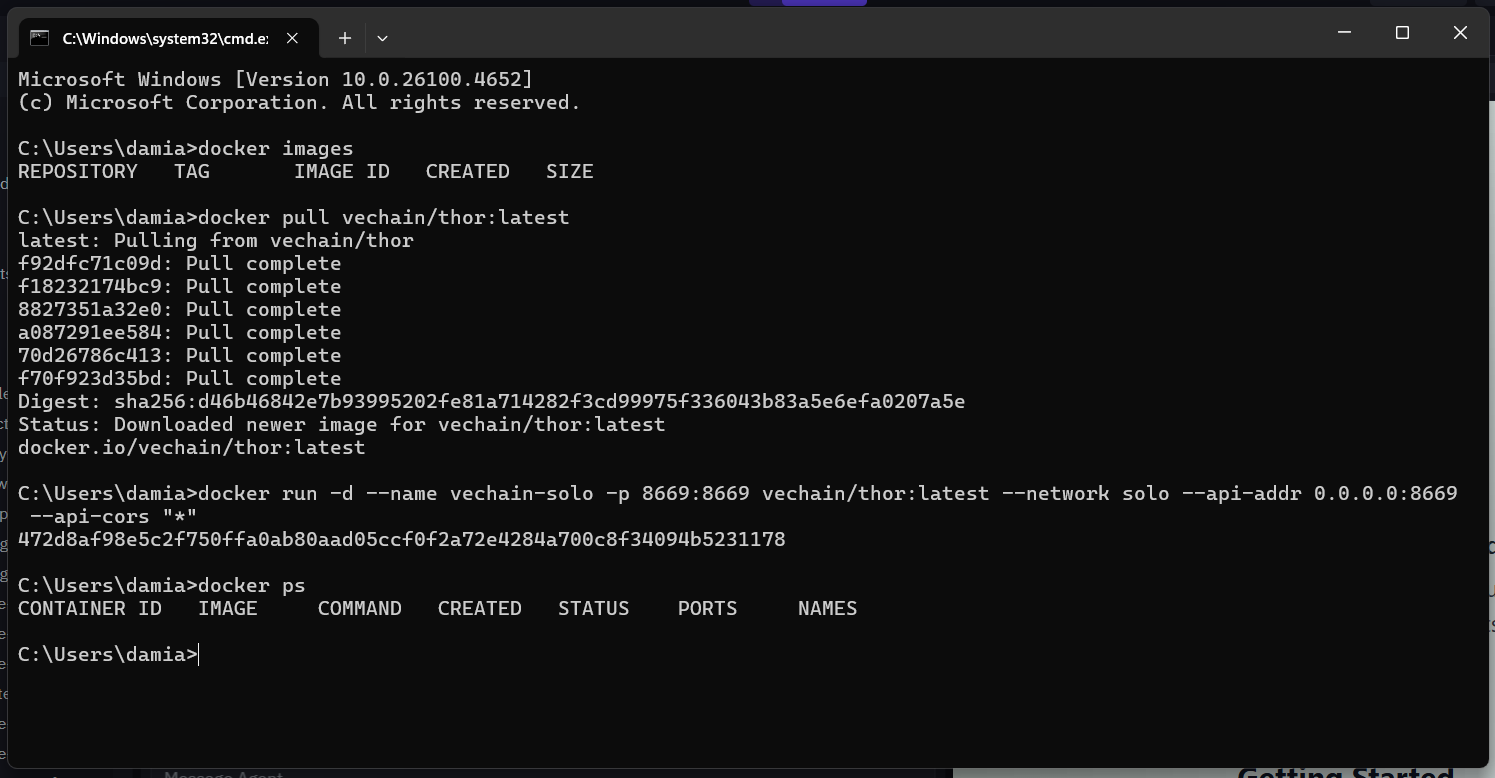 C:\Windows\system32\cmd.e
Microsoft Windows [Version 10.0.26100.4652]
(c) Microsoft Corporation. All rights reserved.
C:\Users\damia>docker images
REPOSITORY   TAG       IMAGE ID   CREATED   SIZE
C:\Users\damia>docker pull vechain/thor:latest
latest: Pulling from vechain/thor
f92dfc71c09d: Pull complete
f18232174bc9: Pull complete
8827351a32e0: Pull complete
a087291ee584: Pull complete
70d26786c413: Pull complete
f70f923d35bd: Pull complete
Digest: sha256:d46b46842e7b93995202fe81a714282f3cd99975f336043b83a5e6efa0207a5e
Status: Downloaded newer image for vechain/thor:latest
docker.io/vechain/thor:latest
C:\Users\damia>docker run -d --name vechain-solo -p 8669:8669 vechain/thor:latest --network solo --api-addr 0.0.0.0:8669
--api-cors "*"
472d8af98e5c2f750ffa0ab80aad05ccf0f2a72e4284a700c8f34094b5231178
C:\Users\damia>docker ps
CONTAINER ID   IMAGE     COMMAND   CREATED   STATUS    PORTS     NAMES
C:\Users\damia>
Message Agent
Getting Started